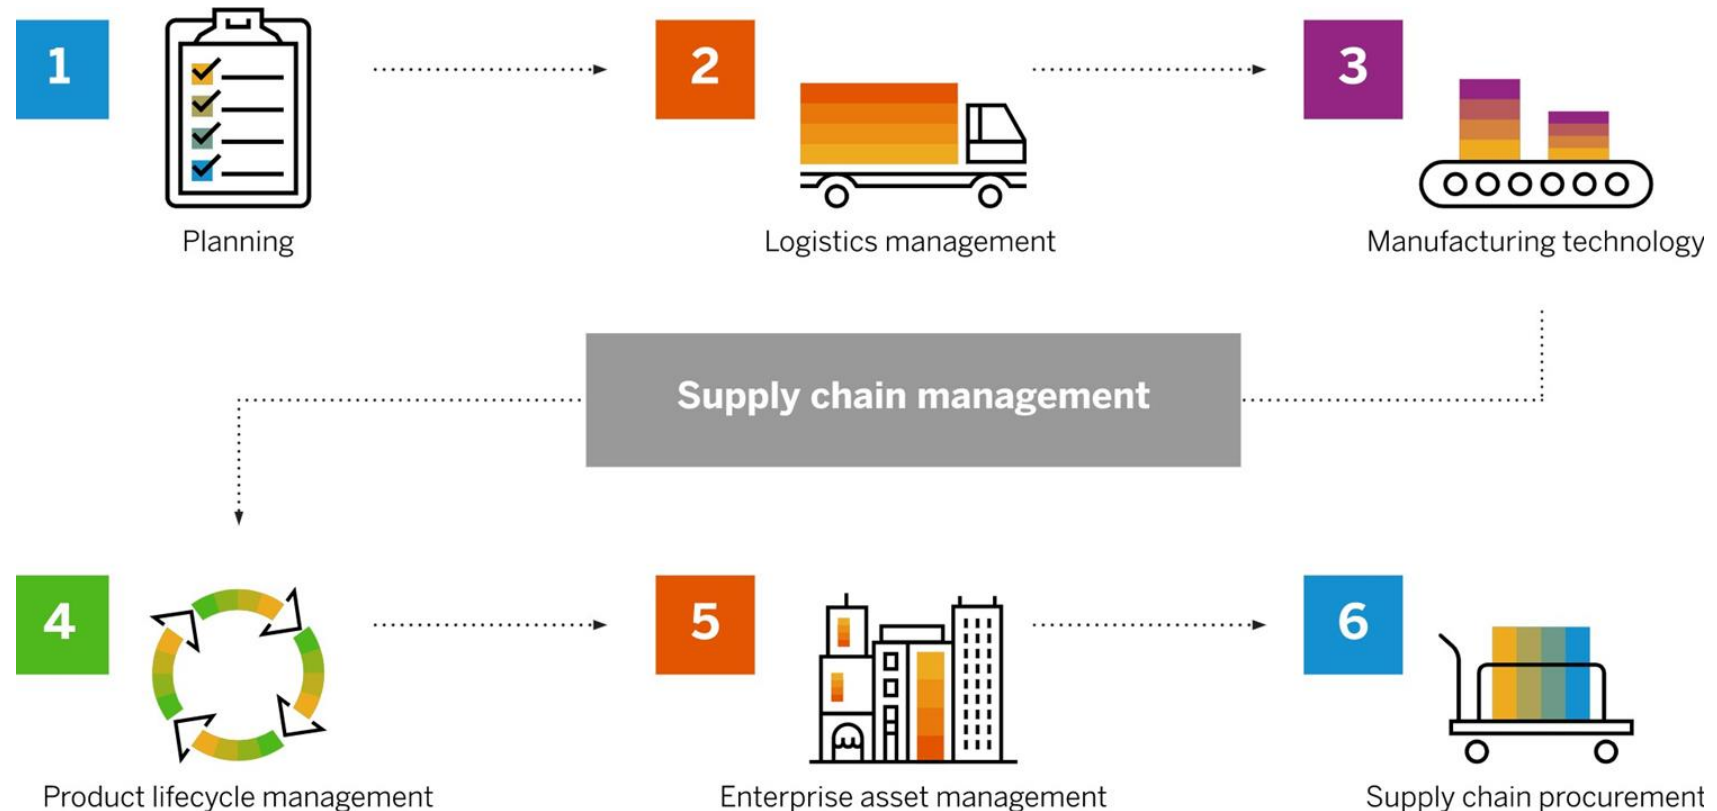 1
2
3
Planning
Logistics management
Manufacturing technology
Supply chain management
4
5
6
Product lifecycle management
Enterprise asset management
Supply chain procurement